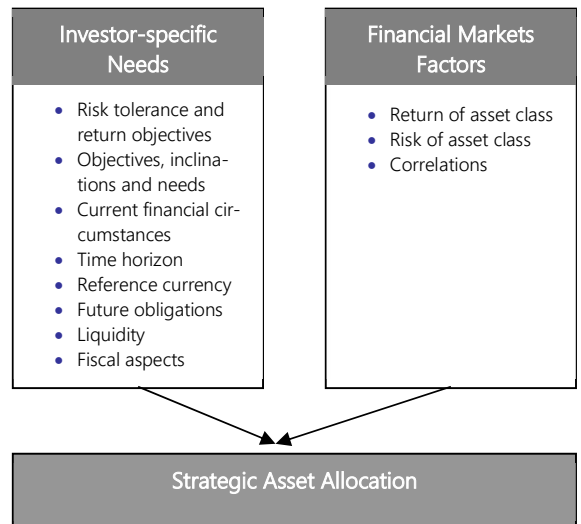 Investor-specific
Needs
• Risk tolerance and
return objectives
• Objectives, inclina-
tions and needs
• Current financial cir-
cumstances
• Time horizon
• Reference currency
• Future obligations
• Liquidity
• Fiscal aspects
Financial Markets
Factors
• Return of asset class
• Risk of asset class
• Correlations
Strategic Asset Allocation